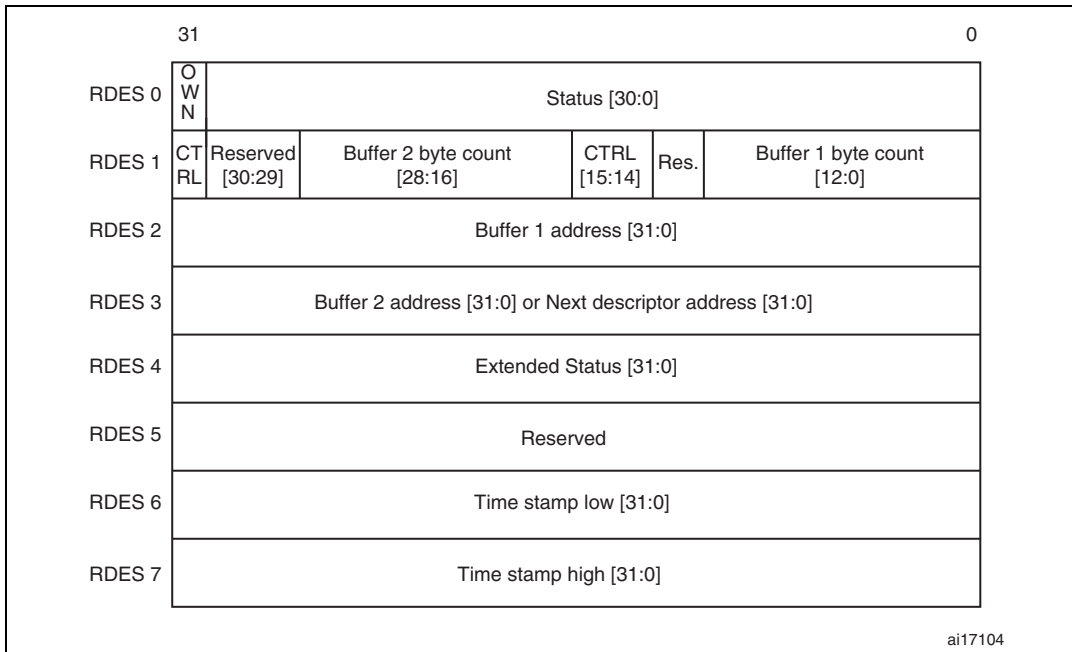 31 0
RDES 0 OWN Status [30:0]
RDES 1 CTRL Reserved [30:29] Buffer 2 byte count [28:16] CTRL [15:14] Res. Buffer 1 byte count [12:0]
RDES 2 Buffer 1 address [31:0]
RDES 3 Buffer 2 address [31:0] or Next descriptor address [31:0]
RDES 4 Extended Status [31:0]
RDES 5 Reserved
RDES 6 Time stamp low [31:0]
RDES 7 Time stamp high [31:0]
ai17104